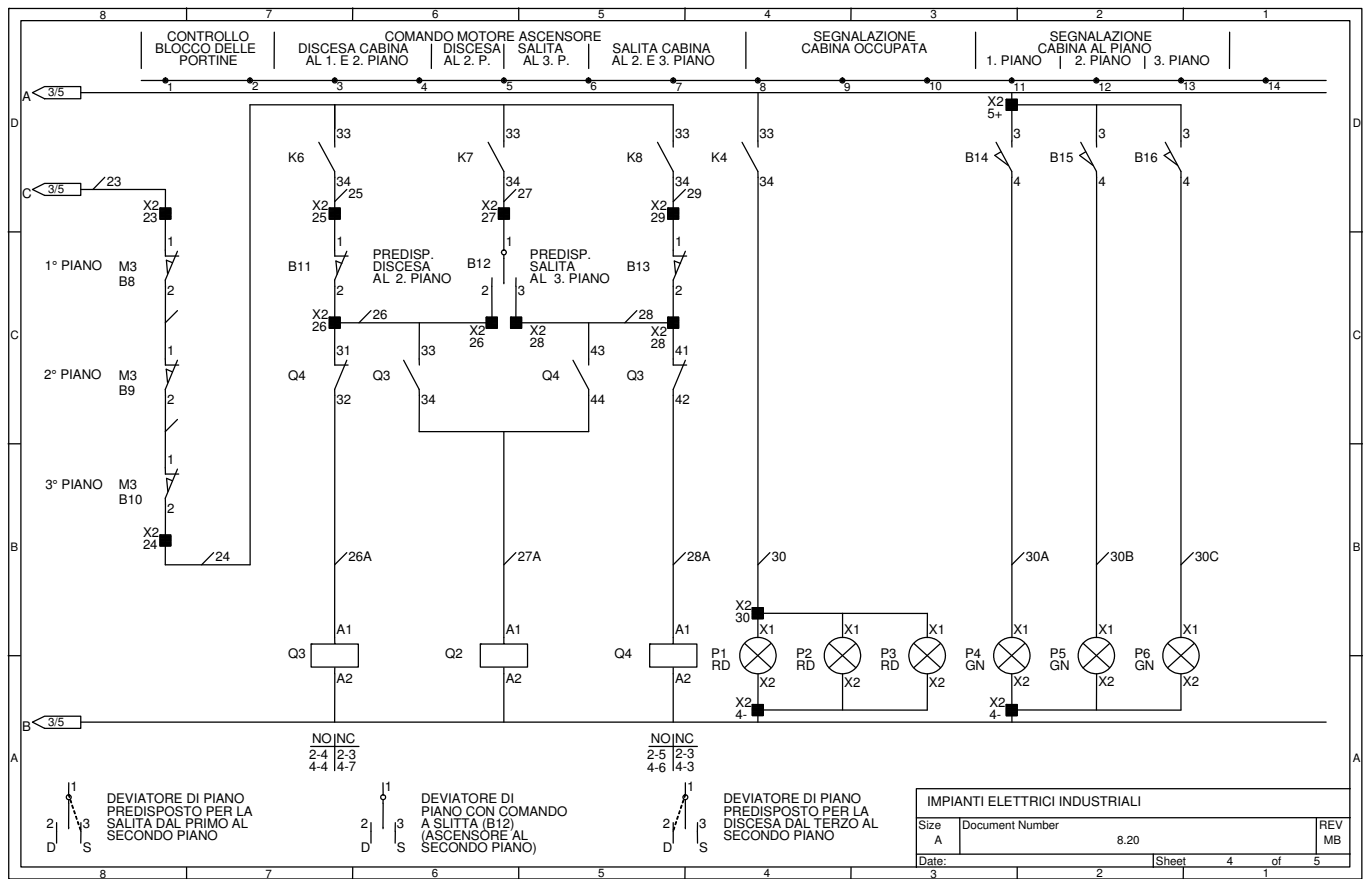 8 7 6 5 4 3 2 1
CONTROLLO
BLOCCO DELLE
PORTINE
COMANDO MOTORE ASCENSORE
DISCESA CABINA
AL 1. E 2. PIANO
DISCESA
AL 2. P.
SALITA
AL 3. P.
SALITA CABINA
AL 2. E 3. PIANO
SEGNALAZIONE
CABINA OCCUPATA
SEGNALAZIONE
CABINA AL PIANO
1. PIANO
2. PIANO
3. PIANO
1 2 3 4 5 6 7 8 9 10 11 12 13 14
A 3/5
X2
5+
D D
33 33 33 33 3 3 3
K6 K7 K8 K4 B14 B15 B16
34 34 34 34 4 4 4
C 3/5 23
25 27 29
X2
23
X2
25
X2
27
X2
29
1 1 1 1
1° PIANO
M3
B8
2
B11
2
PREDISP.
DISCESA
AL 2. PIANO
B12
2 3
PREDISP.
SALITA
AL 3. PIANO
B13
2
X2
26
26
X2
26
X2
28
28
X2
28
C C
1 31 33 43 41
2° PIANO
M3
B9
2
Q4 Q3 Q4 Q3
32 34 44 42
1
3° PIANO
M3
B10
2
X2
24
24
B B
26A 27A 28A 30 30A 30B 30C
X2
30
A1 A1 A1 X1 X1 X1 X1 X1 X1
Q3 Q2 Q4
P1
RD
P2
RD
P3
RD
P4
GN
P5
GN
P6
GN
A2 A2 A2 X2 X2 X2 X2 X2 X2
X2
4-
X2
4-
B 3/5
A A
NO NC
2-4 2-3
4-4 4-7
NO NC
2-5 2-3
4-6 4-3
1
2 3
D S
DEVIATORE DI PIANO
PREDISPOSTO PER LA
SALITA DAL PRIMO AL
SECONDO PIANO
1
2 3
D S
DEVIATORE DI
PIANO CON COMANDO
A SLITTA (B12)
(ASCENSORE AL
SECONDO PIANO)
1
2 3
D S
DEVIATORE DI PIANO
PREDISPOSTO PER LA
DISCESA DAL TERZO AL
SECONDO PIANO
IMPIANTI ELETTRICI INDUSTRIALI
Size Document Number REV
A 8.20 MB
Date: Sheet 4 of 5
8 7 6 5 4 3 2 1